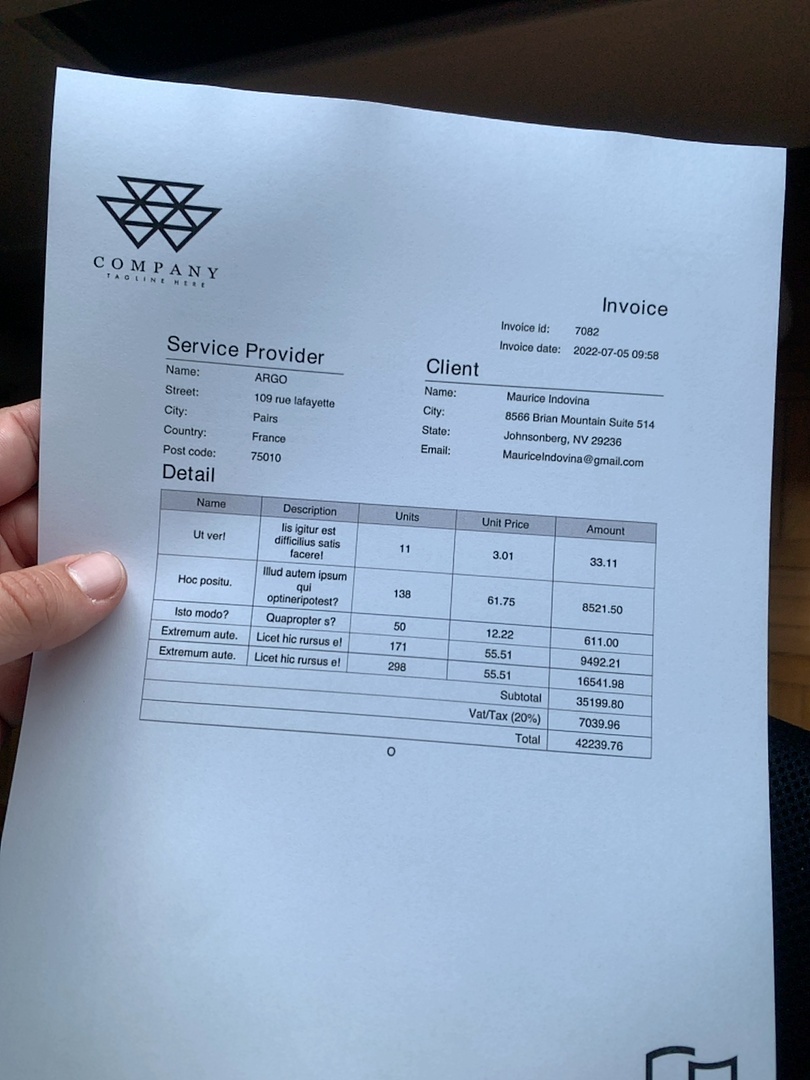 COMPANY
TAGLINE HERE
Invoice
Invoice id: 7082
Invoice date: 2022-07-05 09:58
Service Provider
Name: ARGO
Street: 109 rue lafayette
City: Pairs
Country: France
Post code: 75010
Client
Name: Maurice Indovina
City: 8566 Brian Mountain Suite 514
State: Johnsonberg, NV 29236
Email: MauriceIndovina@gmail.com
Detail
Name Description Units Unit Price Amount
Ut ver! Iis igitur est difficilius satis facere! 11 3.01 33.11
Hoc positu. Illud autem ipsum qui optineripotest? 138 61.75 8521.50
Isto modo? Quapropter s? 50 12.22 611.00
Extremum aute. Licet hic rursus e! 171 55.51 9492.21
Extremum aute. Licet hic rursus e! 298 55.51 16541.98
Subtotal 35199.80
Vat/Tax (20%) 7039.96
Total 42239.76
O